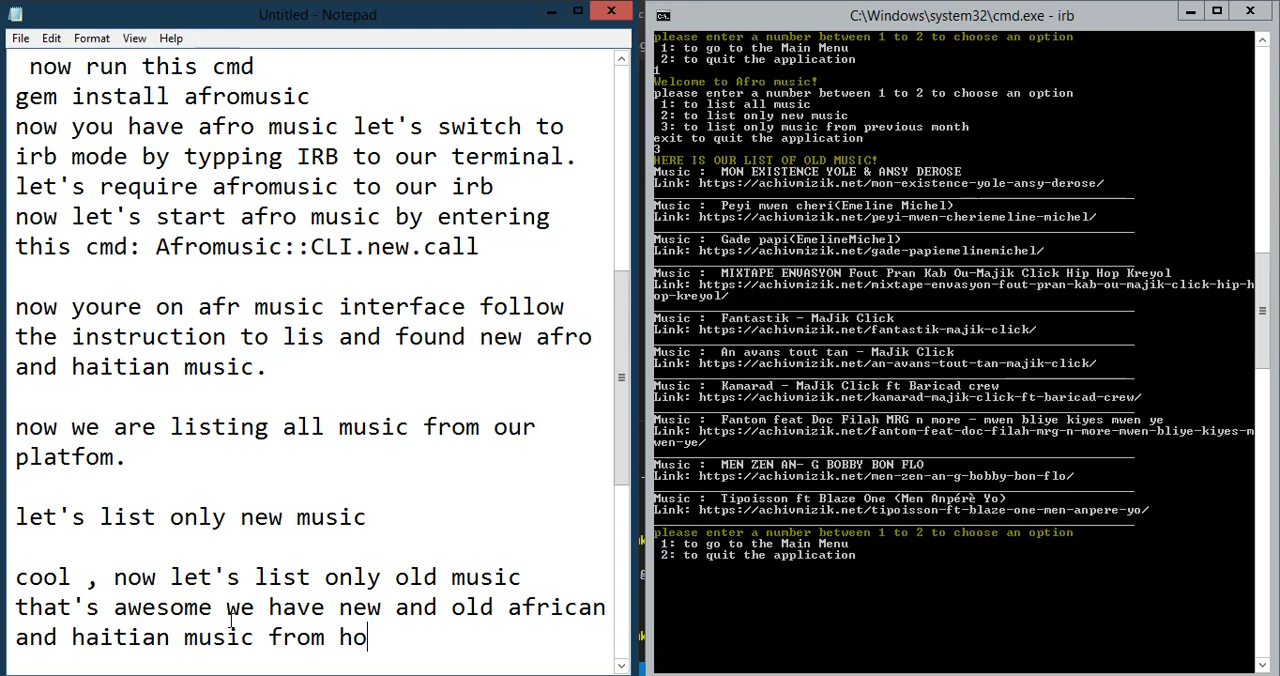 Untitled - Notepad
File Edit Format View Help
now run this cmd
gem install afromusic
now you have afro music let's switch to
irb mode by typping IRB to our terminal.
let's require afromusic to our irb
now let's start afro music by entering
this cmd: Afromusic::CLI.new.call
now youre on afr music interface follow
the instruction to lis and found new afro
and haitian music.
now we are listing all music from our
platfom.
let's list only new music
cool , now let's list only old music
that's awesome we have new and old african
and haitian music from ho
C:\Windows\system32\cmd.exe - irb
please enter a number between 1 to 2 to choose an option
1: to go to the Main Menu
2: to quit the application
1
Welcome to Afro music!
please enter a number between 1 to 2 to choose an option
1: to list all music
2: to list only new music
3: to list only music from previous month
exit to quit the application
3
HERE IS OUR LIST OF OLD MUSIC!
Music :  MON EXISTENCE YOLE & ANSY DEROSE
Link: https://achivmizik.net/mon-existence-yole-ansy-derose/
Music :  Peyi mwen cheri(Emeline Michel)
Link: https://achivmizik.net/peyi-mwen-cheriemeline-michel/
Music :  Gade papi(EmelineMichel)
Link: https://achivmizik.net/gade-papiemelinemichel/
Music :  MIXTAPE ENVASYON Fout Pran Kab Ou-Majik Click Hip Hop Kreyol
Link: https://achivmizik.net/mixtape-envasyon-fout-pran-kab-ou-majik-click-hip-h
op-kreyol/
Music :  Fantastik - MaJik Click
Link: https://achivmizik.net/fantastik-majik-click/
Music :  An avans tout tan - MaJik Click
Link: https://achivmizik.net/an-avans-tout-tan-majik-click/
Music :  Kamarad - MaJik Click ft Baricad crew
Link: https://achivmizik.net/kamarad-majik-click-ft-baricad-crew/
Music :  Fantom feat Doc Filah MRG n more - mwen bliye kiyes mwen ye
Link: https://achivmizik.net/fantom-feat-doc-filah-mrg-n-more-mwen-bliye-kiyes-m
wen-ye/
Music :  MEN ZEN AN- G BOBBY BON FLO
Link: https://achivmizik.net/men-zen-an-g-bobby-bon-flo/
Music :  Tipoisson ft Blaze One (Men Anpérè Yo)
Link: https://achivmizik.net/tipoisson-ft-blaze-one-men-anpere-yo/
please enter a number between 1 to 2 to choose an option
1: to go to the Main Menu
2: to quit the application